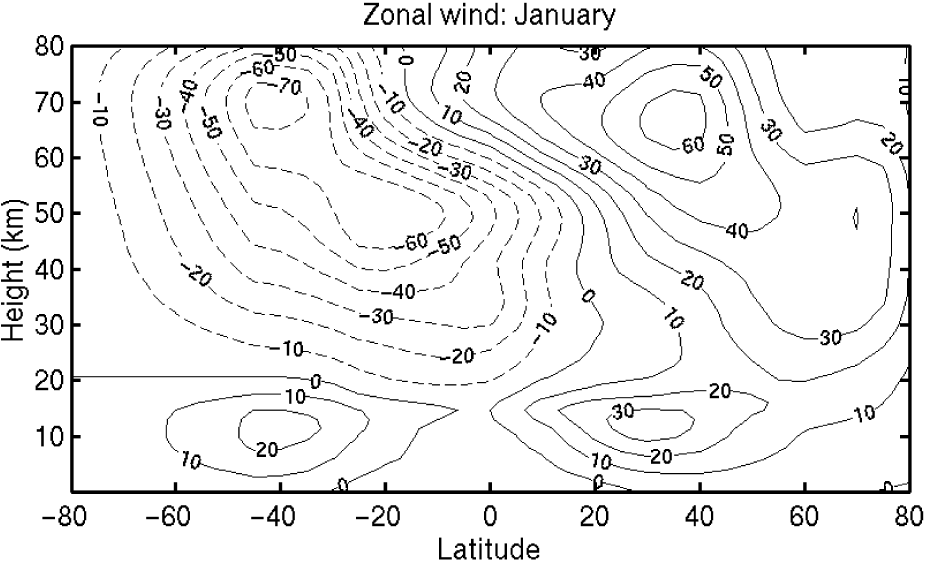 Zonal wind: January
80
70
60
50
40
30
20
10
Height (km)
−80 −60 −40 −20 0 20 40 60 80
Latitude
−50 0 30
−60 20 40 50 10
−70
−40 −10
−10 −30 −50 10 30
−40 20
−20 60 50
−30 30
−60 −50 40
−20 20
−40 0
−30 10
−10 30
−10 −20
0 20
10 30 10
20 20
10 10
0 0 0